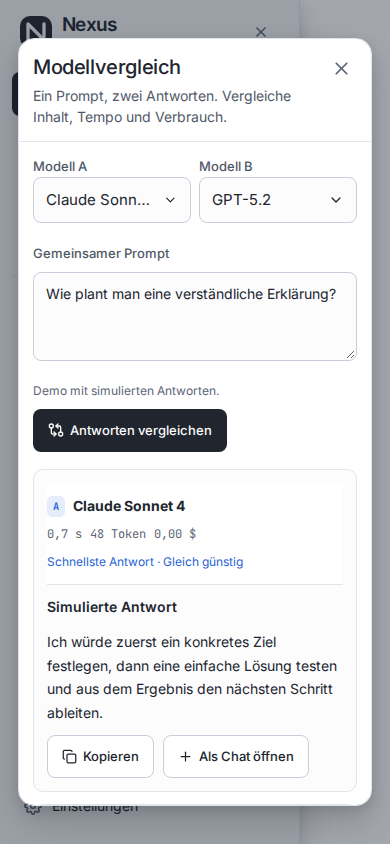 Nexus
Modellvergleich
Ein Prompt, zwei Antworten. Vergleiche
Inhalt, Tempo und Verbrauch.
Modell A
Modell B
Claude Sonn...
GPT-5.2
Gemeinsamer Prompt
Wie plant man eine verständliche Erklärung?
Demo mit simulierten Antworten.
Antworten vergleichen
A
Claude Sonnet 4
0,7 s 48 Token 0,00 $
Schnellste Antwort · Gleich günstig
Simulierte Antwort
Ich würde zuerst ein konkretes Ziel
festlegen, dann eine einfache Lösung testen
und aus dem Ergebnis den nächsten Schritt
ableiten.
Kopieren
Als Chat öffnen
Einstellungen